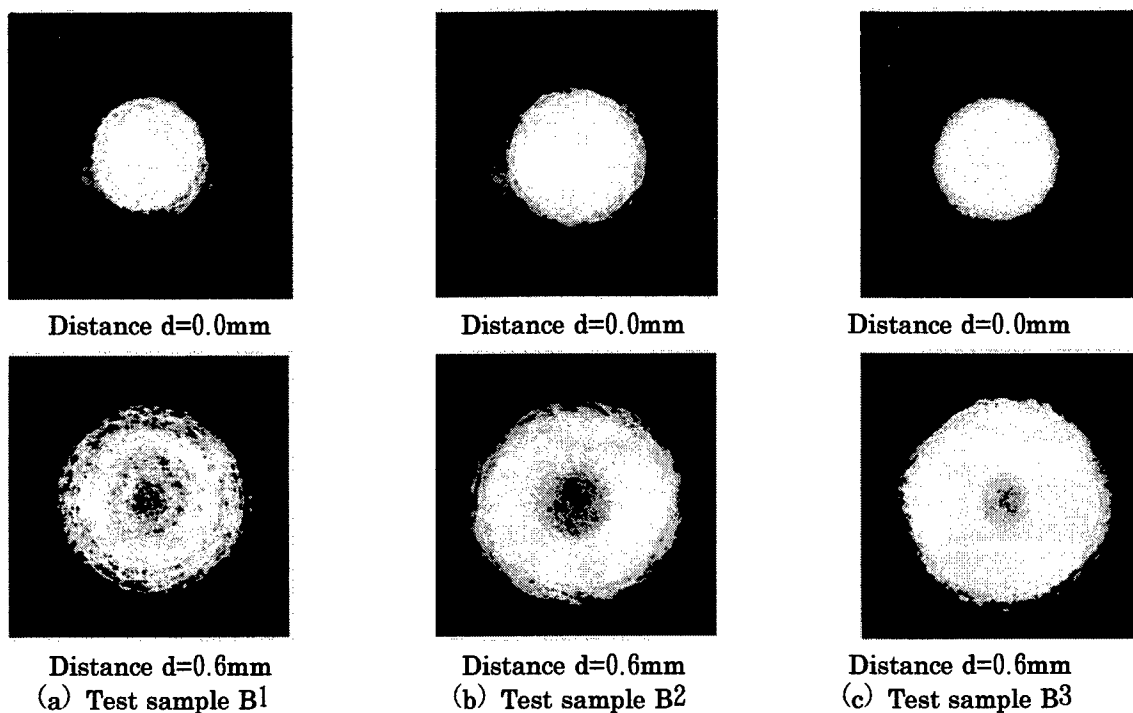 Distance d=0.0mm Distance d=0.0mm Distance d=0.0mm
Distance d=0.6mm Distance d=0.6mm Distance d=0.6mm
(a) Test sample B1 (b) Test sample B2 (c) Test sample B3